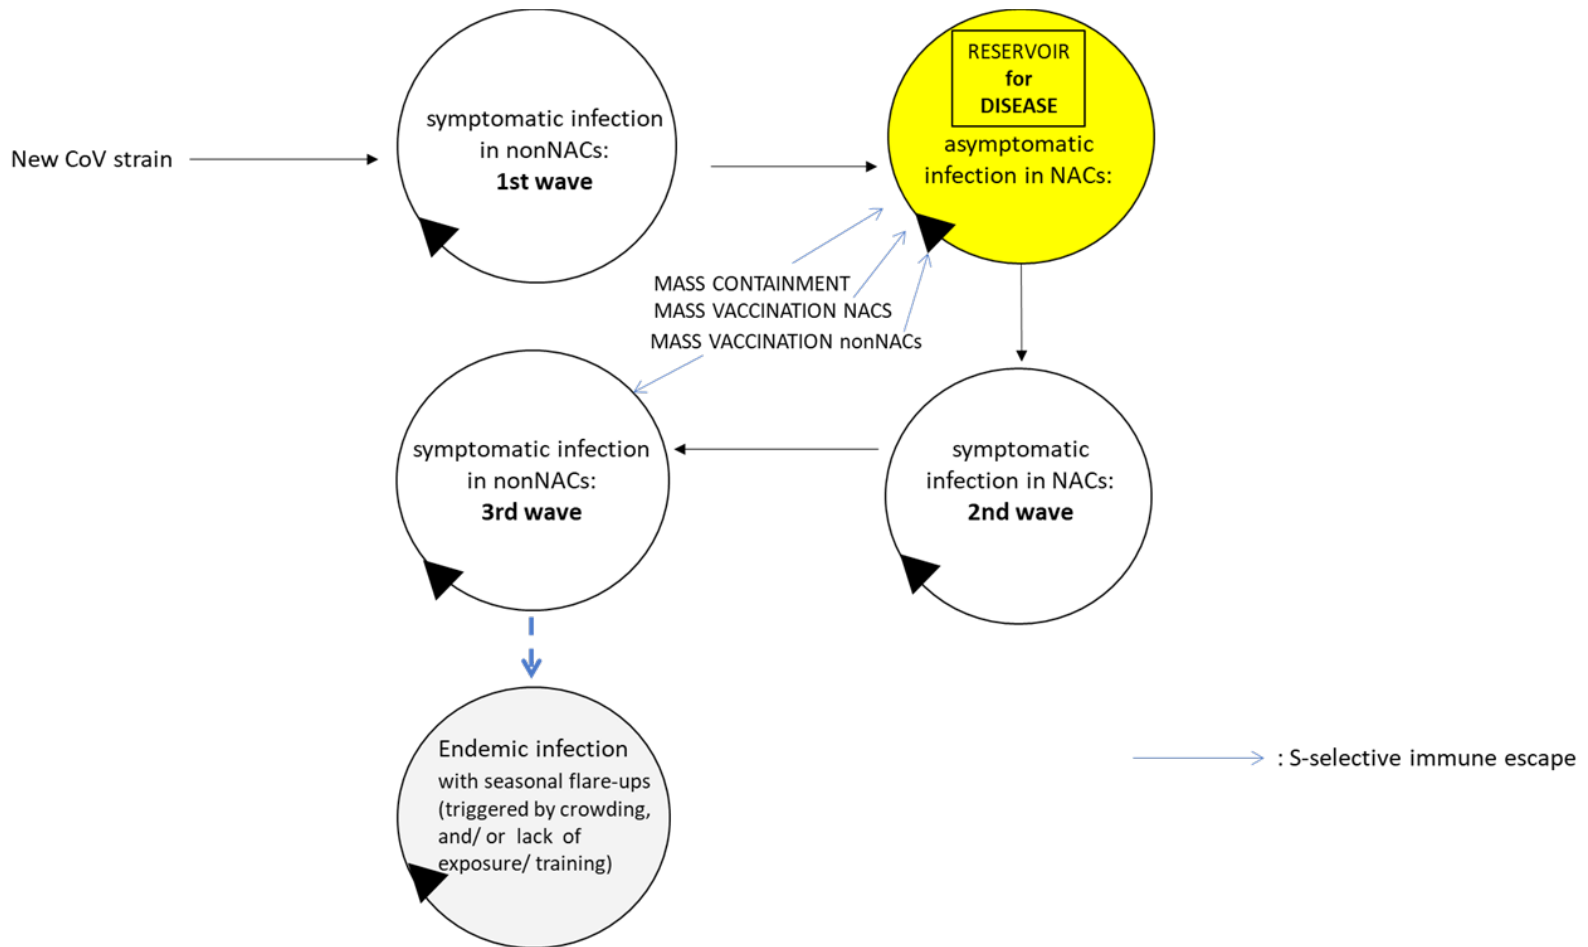 New CoV strain
symptomatic infection
in nonNACs:
1st wave
RESERVOIR
for
DISEASE
asymptomatic
infection in NACs:
MASS CONTAINMENT
MASS VACCINATION NACS
MASS VACCINATION nonNACs
symptomatic infection
in nonNACs:
3rd wave
symptomatic
infection in NACs:
2nd wave
Endemic infection
with seasonal flare-ups
(triggered by crowding,
and/ or lack of
exposure/ training)
: S-selective immune escape